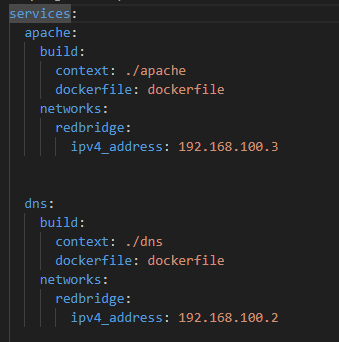 services:
apache:
build:
context: ./apache
dockerfile: dockerfile
networks:
redbridge:
ipv4_address: 192.168.100.3
dns:
build:
context: ./dns
dockerfile: dockerfile
networks:
redbridge:
ipv4_address: 192.168.100.2